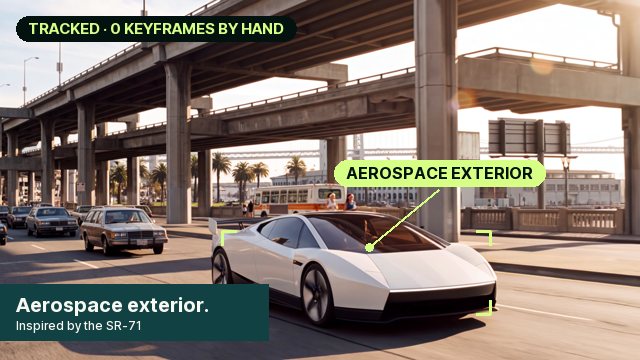 TRACKED · 0 KEYFRAMES BY HAND
AEROSPACE EXTERIOR
Aerospace exterior.
Inspired by the SR-71